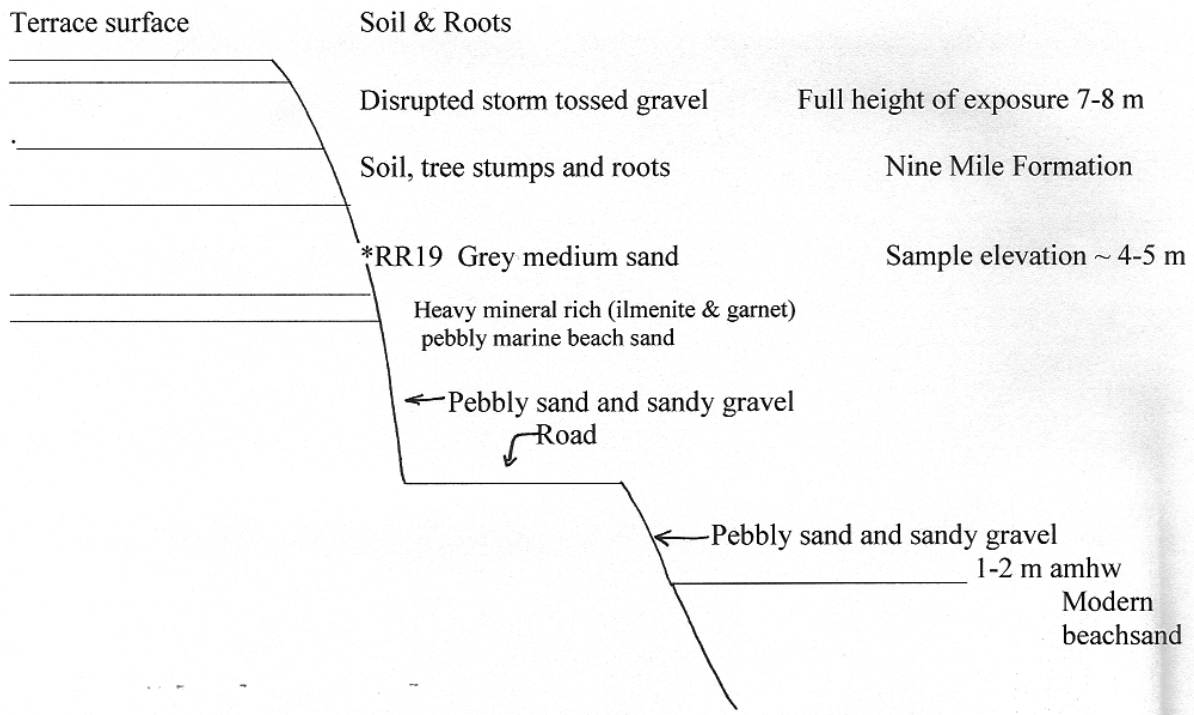 Terrace surface Soil & Roots
Disrupted storm tossed gravel Full height of exposure 7-8 m
Soil, tree stumps and roots Nine Mile Formation
*RR19 Grey medium sand Sample elevation ~ 4-5 m
Heavy mineral rich (ilmenite & garnet)
pebbly marine beach sand
Pebbly sand and sandy gravel
Road
Pebbly sand and sandy gravel
1-2 m amhw
Modern
beachsand